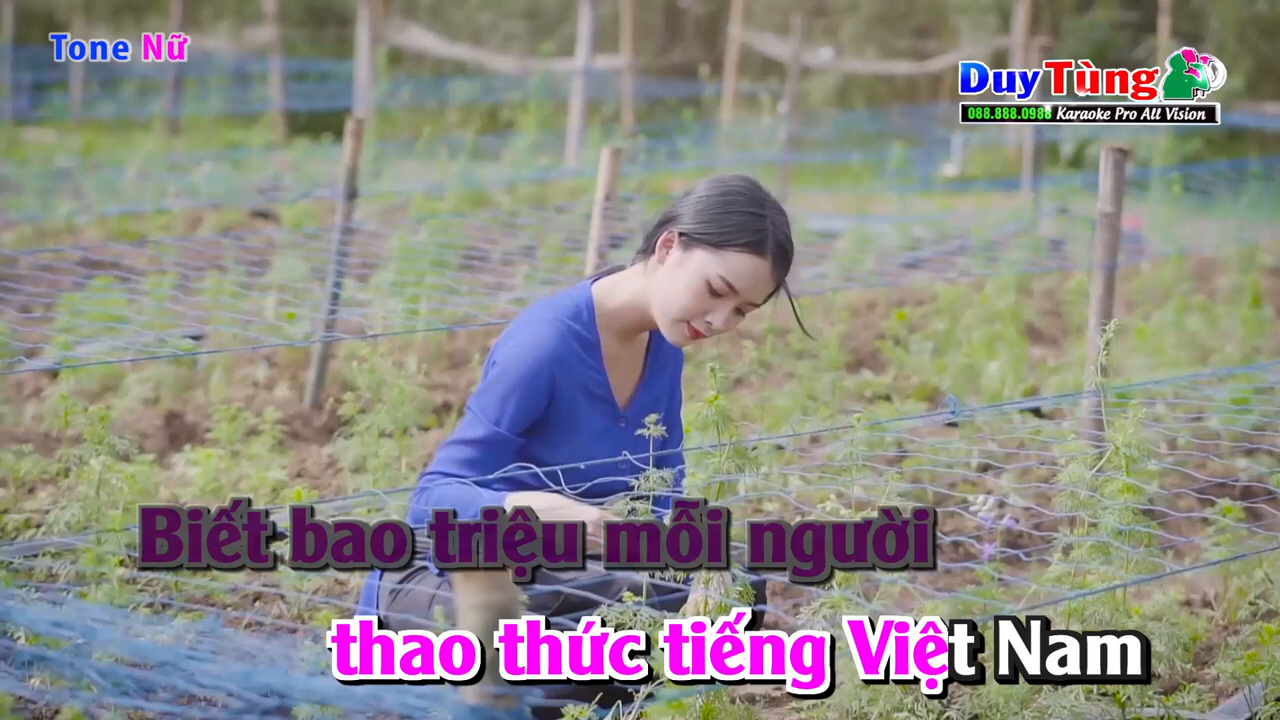 Tone Nữ
DuyTùng
088.888.0988 Karaoke Pro All Vision
Biết bao triệu mỗi người
thao thức tiếng Việt Nam